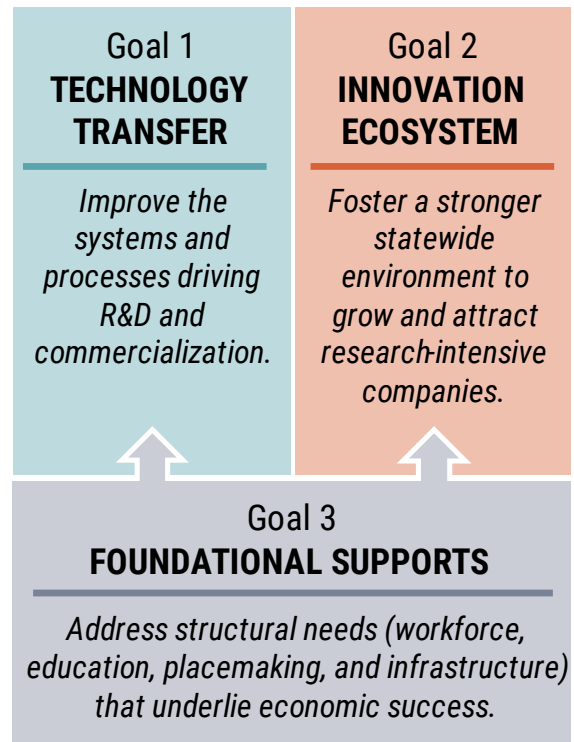 Goal 1
TECHNOLOGY
TRANSFER
Improve the
systems and
processes driving
R&D and
commercialization.
Goal 2
INNOVATION
ECOSYSTEM
Foster a stronger
statewide
environment to
grow and attract
research-intensive
companies.
Goal 3
FOUNDATIONAL SUPPORTS
Address structural needs (workforce,
education, placemaking, and infrastructure)
that underlie economic success.